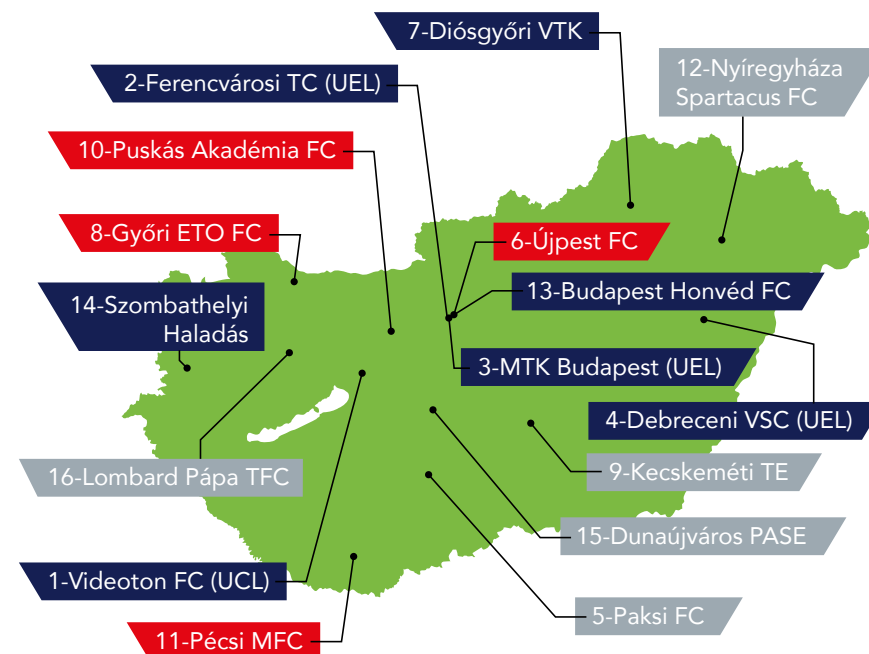 7-Diósgyőri VTK
2-Ferencvárosi TC (UEL)
12-Nyíregyháza
Spartacus FC
10-Puskás Akadémia FC
8-Győri ETO FC
6-Újpest FC
14-Szombathelyi
Haladás
13-Budapest Honvéd FC
3-MTK Budapest (UEL)
4-Debreceni VSC (UEL)
16-Lombard Pápa TFC
9-Kecskeméti TE
15-Dunaújváros PASE
1-Videoton FC (UCL)
5-Paksi FC
11-Pécsi MFC